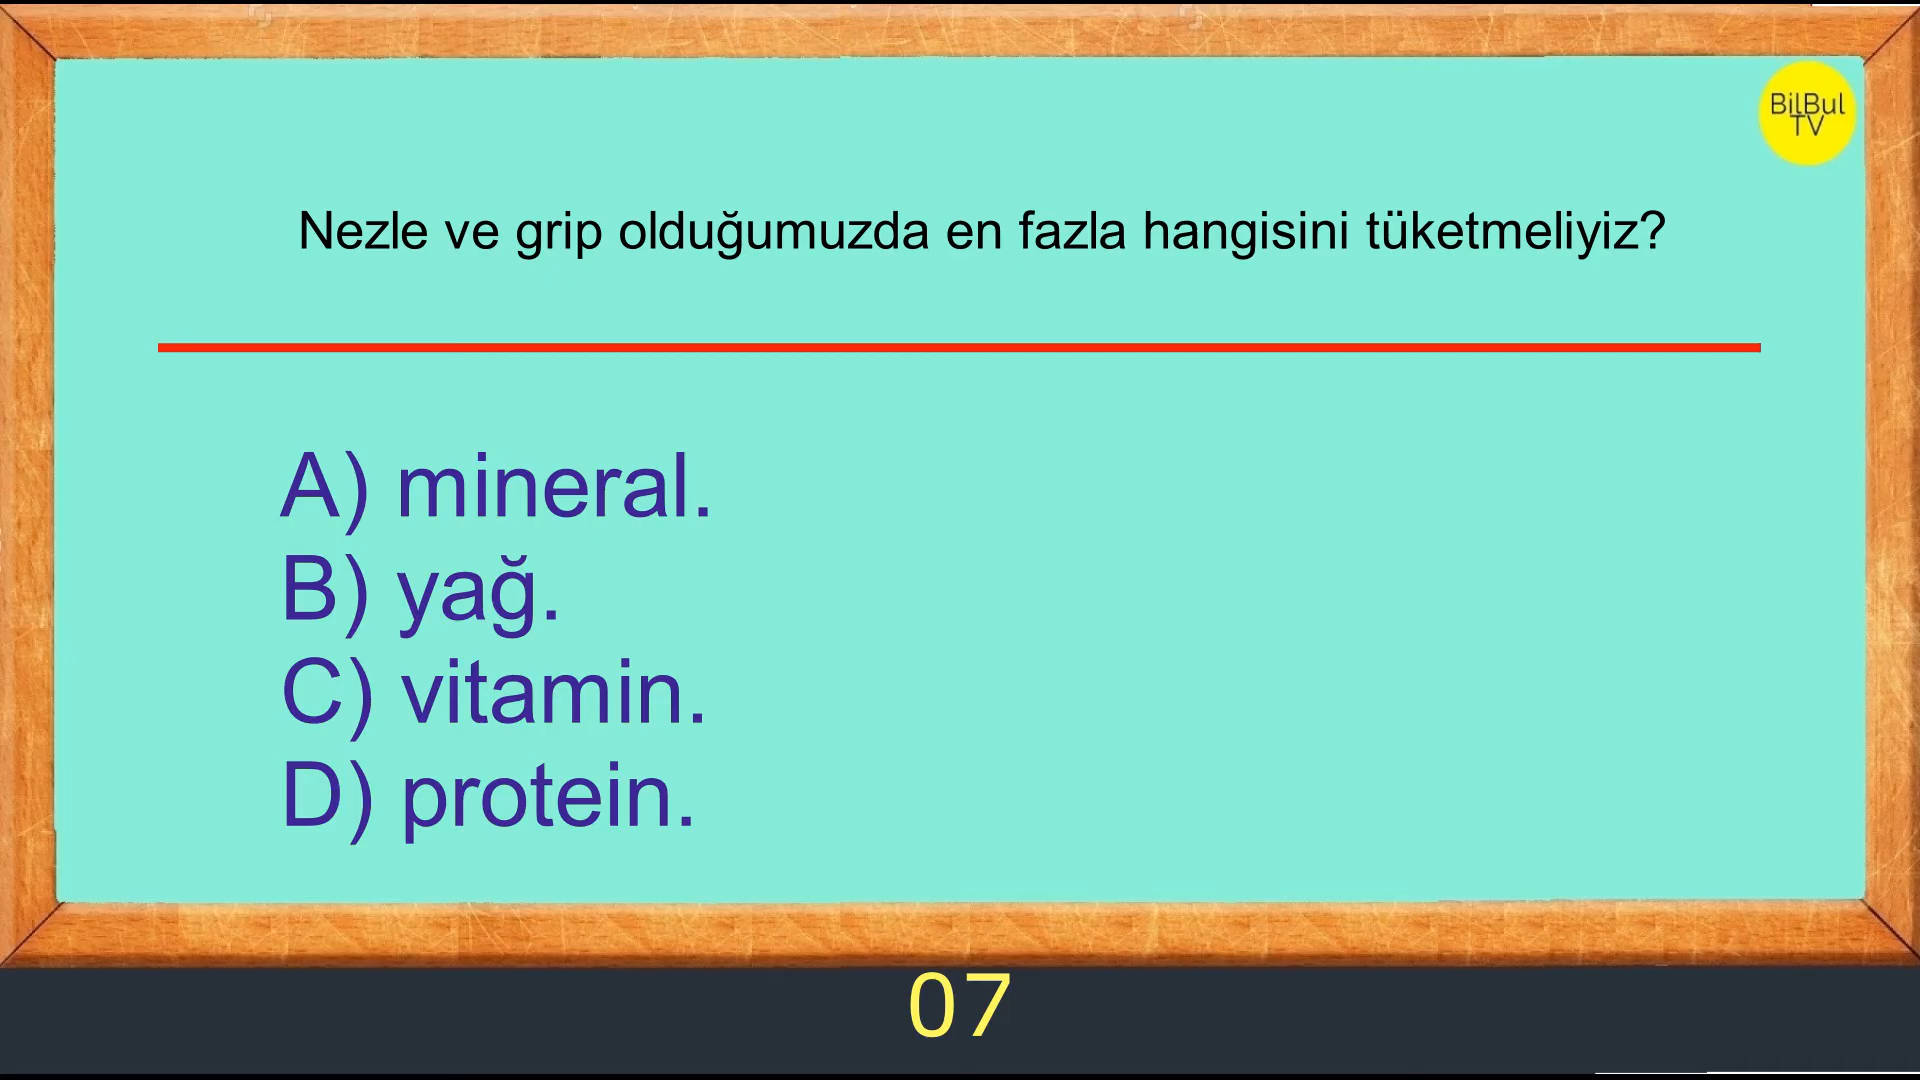 BilBul
TV
Nezle ve grip olduğumuzda en fazla hangisini tüketmeliyiz?
A) mineral.
B) yağ.
C) vitamin.
D) protein.
07